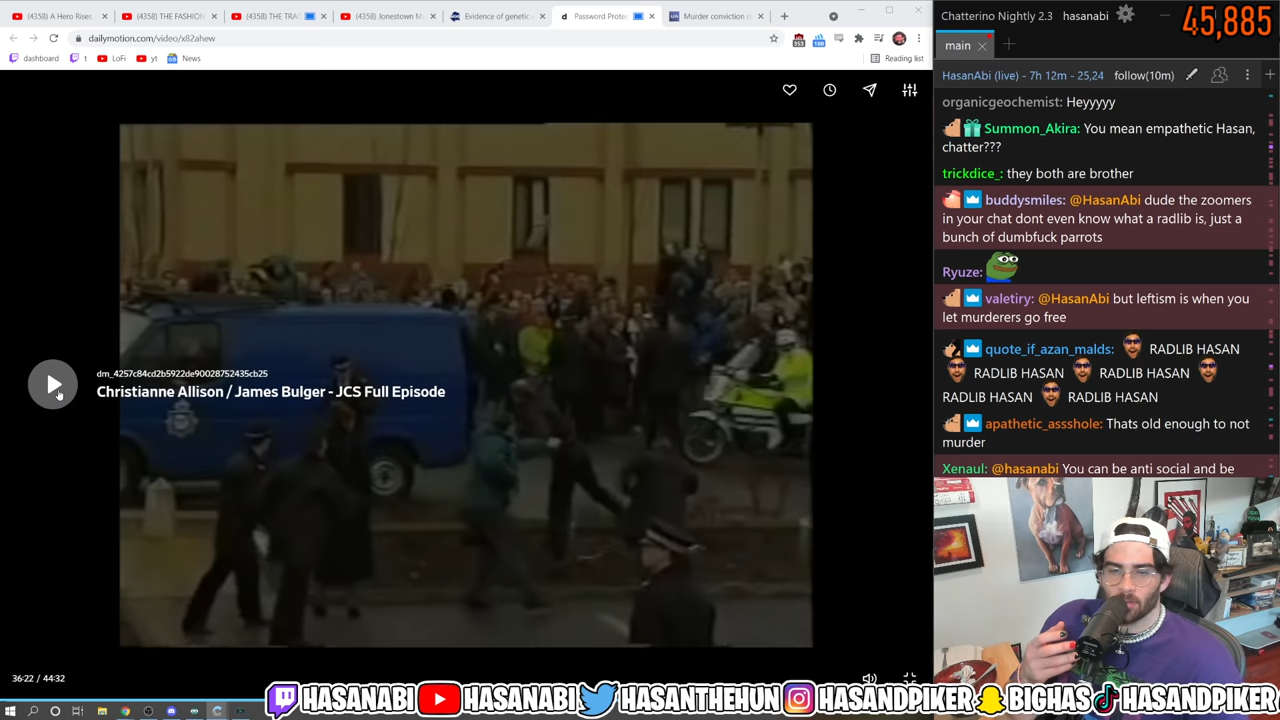 (4358) A Hero Rises
(4358) THE FASHION
(4358) THE TRAG
(4358) Jonestown Ma
Evidence of genetic
Password Protec
Murder conviction o
dailymotion.com/video/x82ahew
353
198
dashboard
t
LoFi
yt
News
Reading list
dm_4257c84cd2b5922de90028752435cb25
Christianne Allison / James Bulger - JCS Full Episode
36:22 / 44:32
Chatterino Nightly 2.3
hasanabi
45,885
main
HasanAbi (live) - 7h 12m - 25,24
follow(10m)
organicgeochemist: Heyyyyy
Summon_Akira: You mean empathetic Hasan,
chatter???
trickdice_: they both are brother
buddysmiles: @HasanAbi dude the zoomers
in your chat dont even know what a radlib is, just a
bunch of dumbfuck parrots
Ryuze:
valetiry: @HasanAbi but leftism is when you
let murderers go free
quote_if_azan_malds: RADLIB HASAN
RADLIB HASAN RADLIB HASAN
RADLIB HASAN RADLIB HASAN
apathetic_assshole: Thats old enough to not
murder
Xenaul: @hasanabi You can be anti social and be
HASANABI HASANABI HASANTHEHUN HASANDPIKER BIGHAS HASANDPIKER